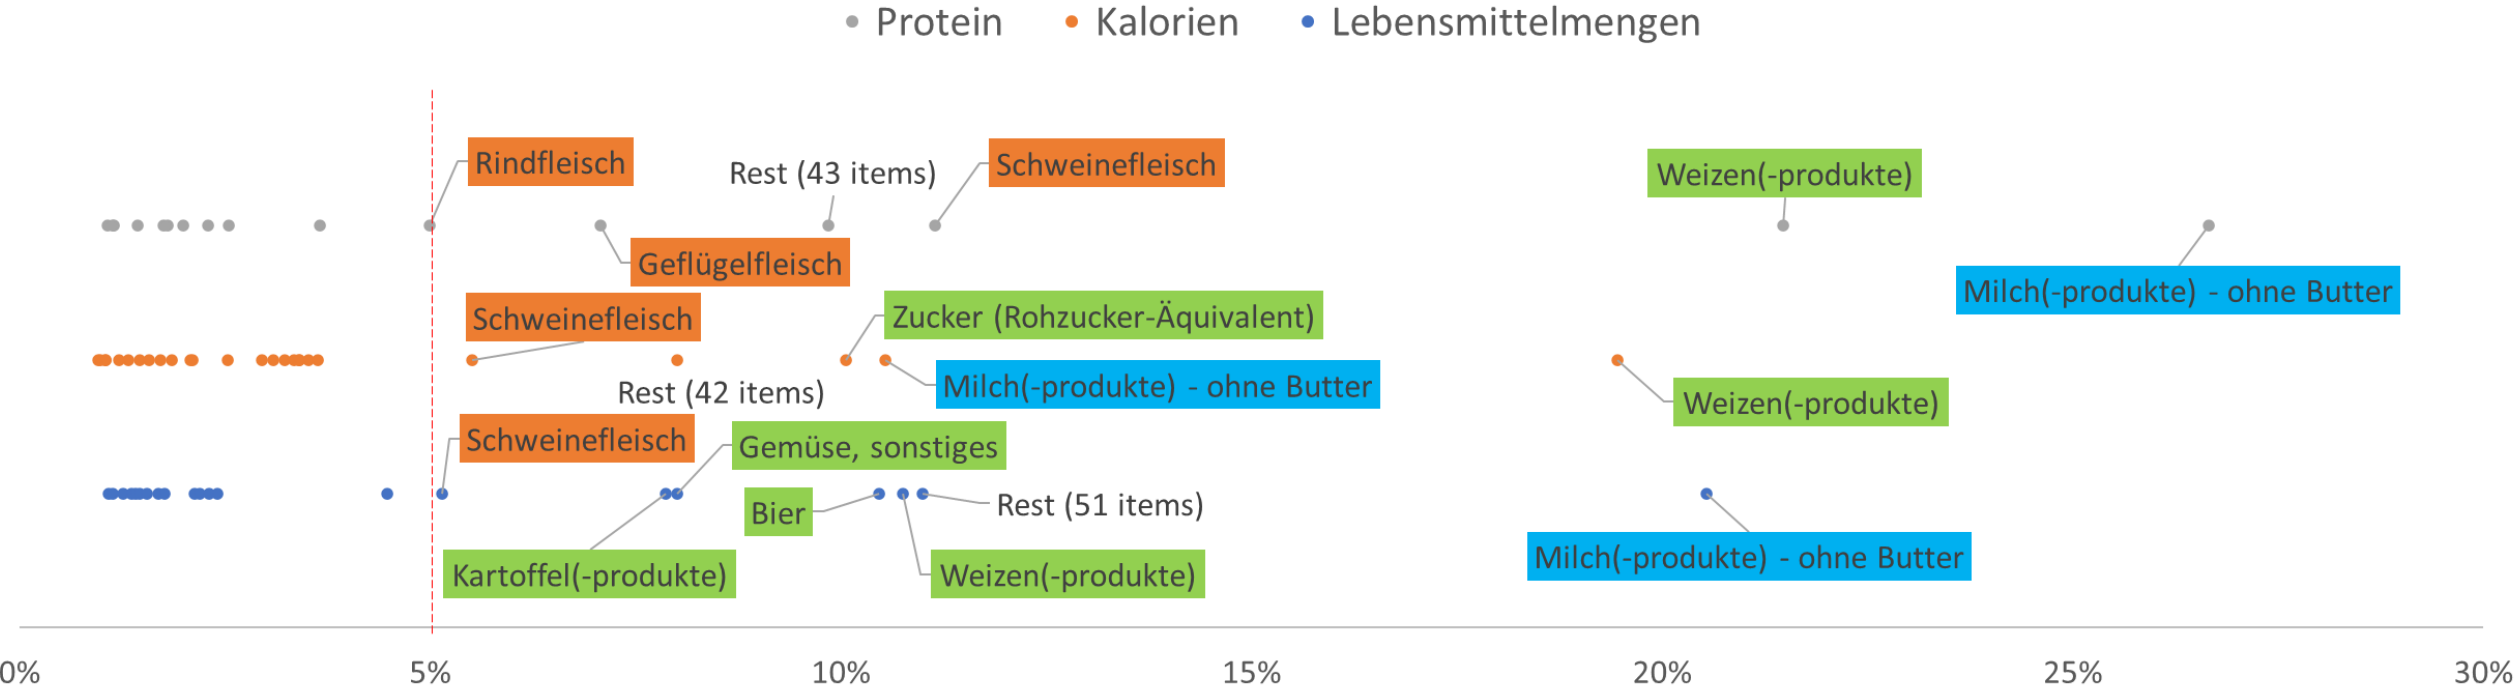 Protein
Kalorien
Lebensmittelmengen
Rindfleisch
Rest (43 items)
Schweinefleisch
Weizen(-produkte)
Geflügelfleisch
Milch(-produkte) - ohne Butter
Schweinefleisch
Zucker (Rohzucker-Äquivalent)
Rest (42 items)
Milch(-produkte) - ohne Butter
Weizen(-produkte)
Schweinefleisch
Gemüse, sonstiges
Bier
Rest (51 items)
Kartoffel(-produkte)
Weizen(-produkte)
Milch(-produkte) - ohne Butter
0%
5%
10%
15%
20%
25%
30%